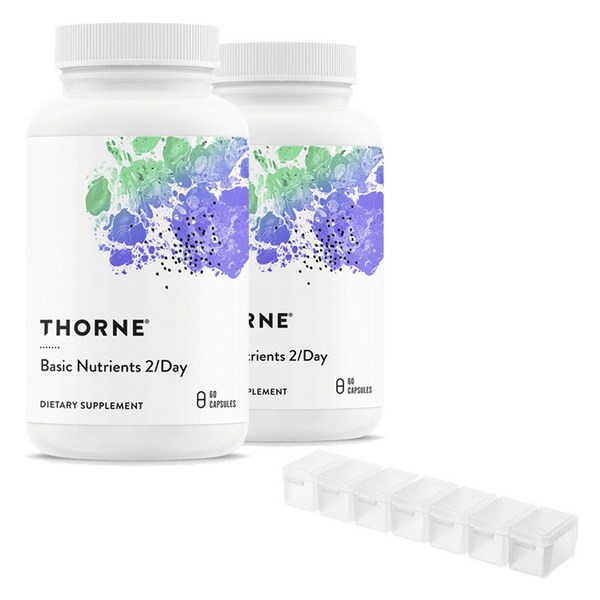 THORNE®
Basic Nutrients 2/Day
DIETARY SUPPLEMENT
60
CAPSULES
RNE®
rients 2/Day
PLEMENT
60
CAPSULES